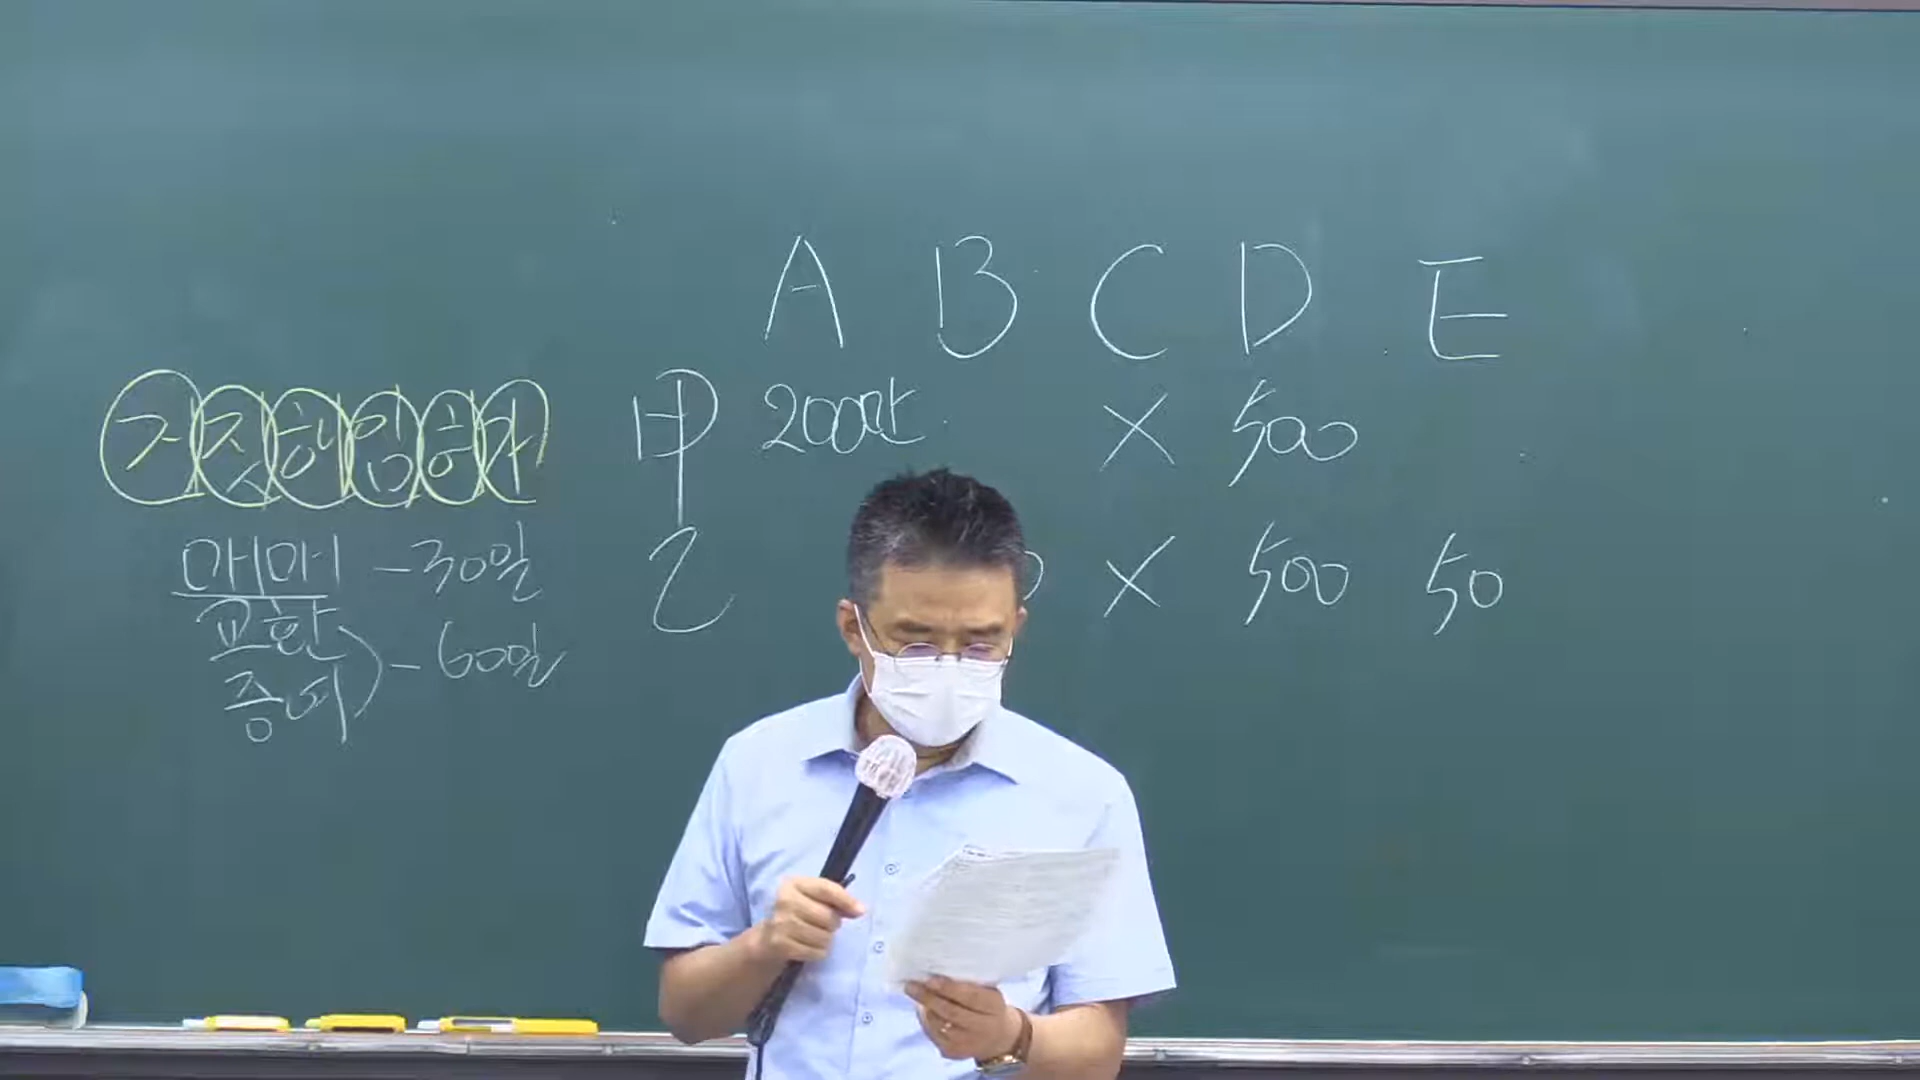 A B C D E
甲 200만 X 500
乙 X 500 50
매매 - 30일
교환
증여 ) - 60일